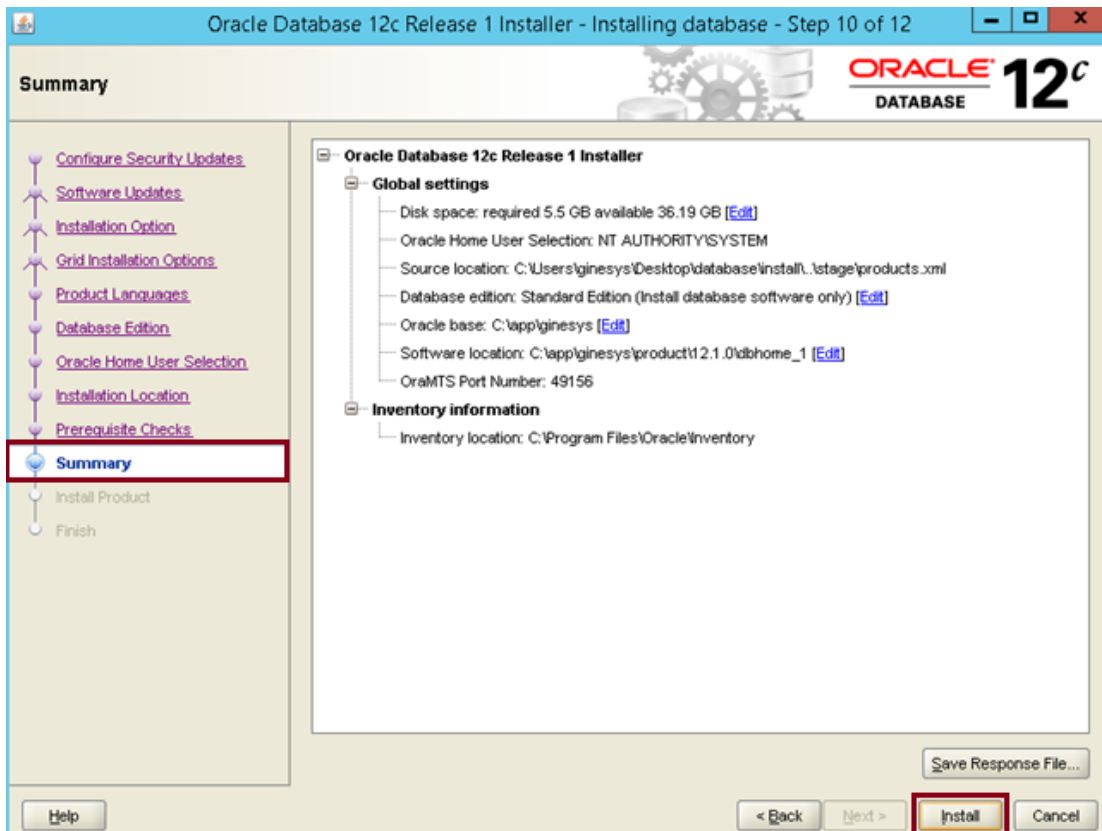 Oracle Database 12c Release 1 Installer - Installing database - Step 10 of 12
Summary
ORACLE
DATABASE
12c
Configure Security Updates
Software Updates
Installation Option
Grid Installation Options
Product Languages
Database Edition
Oracle Home User Selection
Installation Location
Prerequisite Checks
Summary
Install Product
Finish
Oracle Database 12c Release 1 Installer
Global settings
Disk space: required 5.5 GB available 36.19 GB [Edit]
Oracle Home User Selection: NT AUTHORITY\SYSTEM
Source location: C:\Users\ginesys\Desktop\database\install\..\stage\products.xml
Database edition: Standard Edition (Install database software only) [Edit]
Oracle base: C:\app\ginesys [Edit]
Software location: C:\app\ginesys\product\12.1.0\dbhome_1 [Edit]
OraMTS Port Number: 49156
Inventory information
Inventory location: C:\Program Files\Oracle\Inventory
Save Response File...
Help
< Back
Next >
Install
Cancel